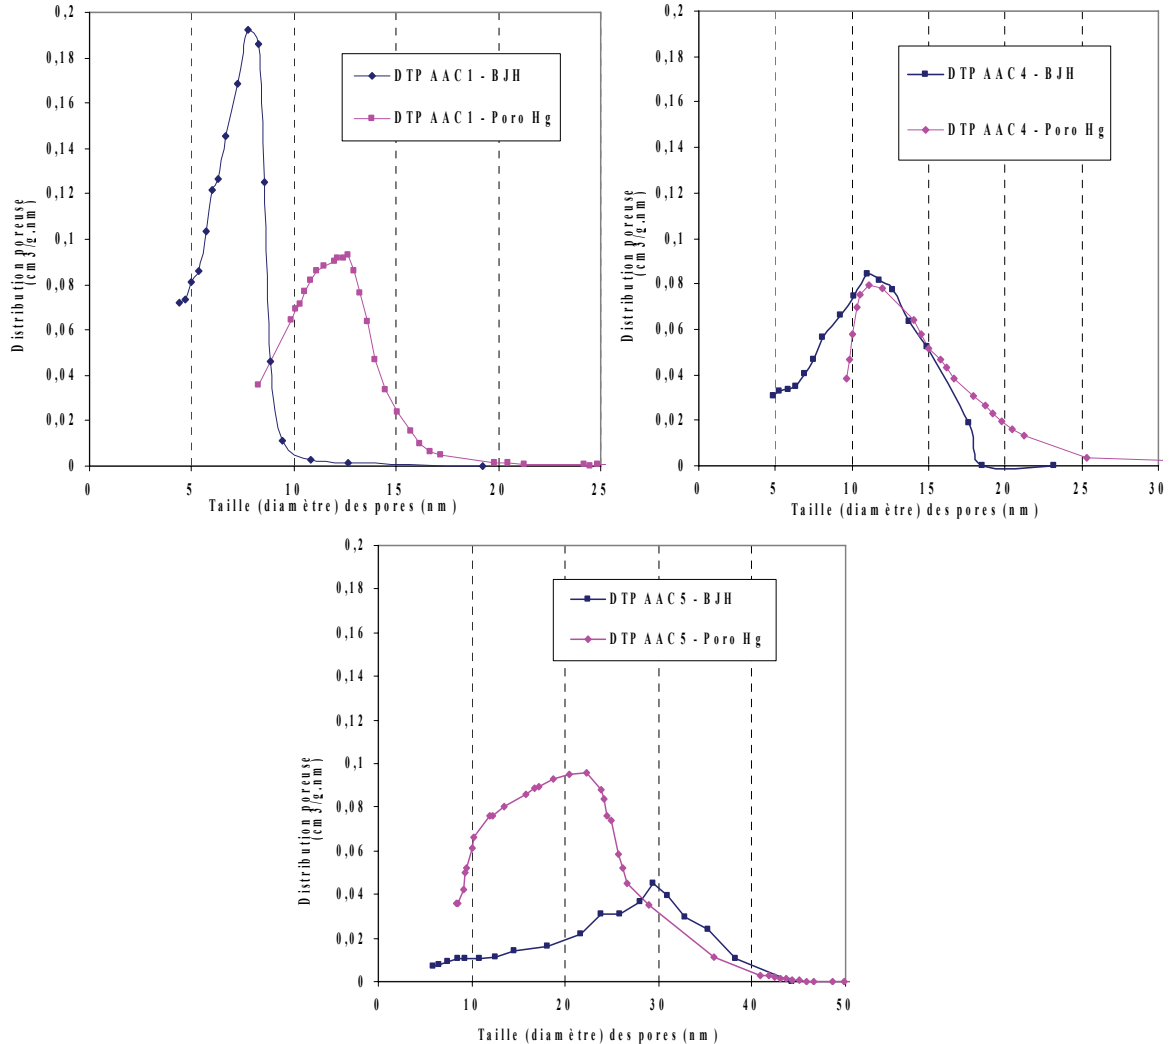 0,2
0,18
0,16
0,14
0,12
0,1
0,08
0,06
0,04
0,02
0
0 5 10 15 20 25
Distribution poreuse
(cm3/g.nm)
Taille (diamètre) des pores (nm)
DTP AAC1 - BJH
DTP AAC1 - Poro Hg
0,2
0,18
0,16
0,14
0,12
0,1
0,08
0,06
0,04
0,02
0
0 5 10 15 20 25 30
Distribution poreuse
(cm3/g.nm)
Taille (diamètre) des pores (nm)
DTP AAC4 - BJH
DTP AAC4 - Poro Hg
0,2
0,18
0,16
0,14
0,12
0,1
0,08
0,06
0,04
0,02
0
0 10 20 30 40 50
Distribution poreuse
(cm3/g.nm)
Taille (diamètre) des pores (nm)
DTP AAC5 - BJH
DTP AAC5 - Poro Hg